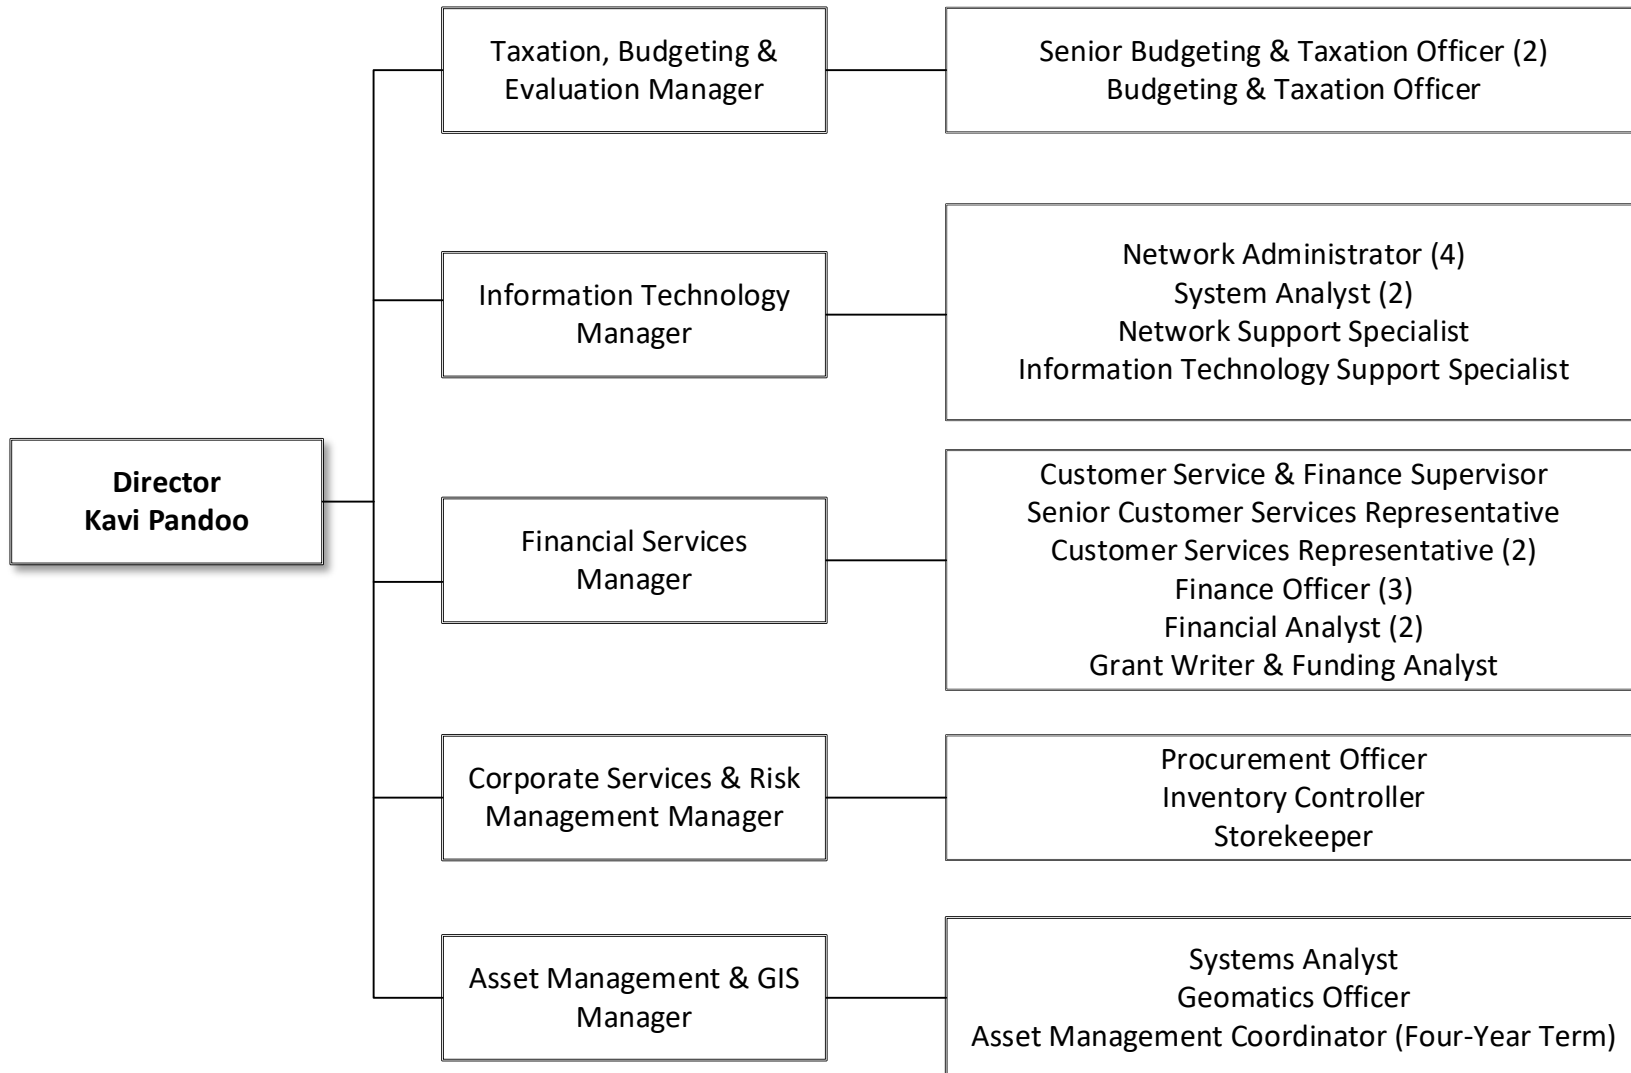 Taxation, Budgeting &
Evaluation Manager
Senior Budgeting & Taxation Officer (2)
Budgeting & Taxation Officer
Information Technology
Manager
Network Administrator (4)
System Analyst (2)
Network Support Specialist
Information Technology Support Specialist
Director
Kavi Pandoo
Financial Services
Manager
Customer Service & Finance Supervisor
Senior Customer Services Representative
Customer Services Representative (2)
Finance Officer (3)
Financial Analyst (2)
Grant Writer & Funding Analyst
Corporate Services & Risk
Management Manager
Procurement Officer
Inventory Controller
Storekeeper
Asset Management & GIS
Manager
Systems Analyst
Geomatics Officer
Asset Management Coordinator (Four-Year Term)